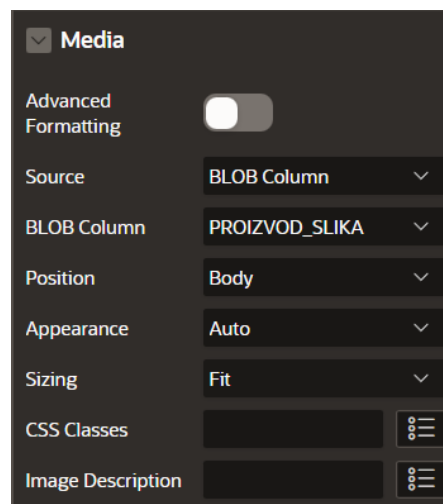 Media
Advanced
Formatting
Source BLOB Column
BLOB Column PROIZVOD_SLIKA
Position Body
Appearance Auto
Sizing Fit
CSS Classes
Image Description